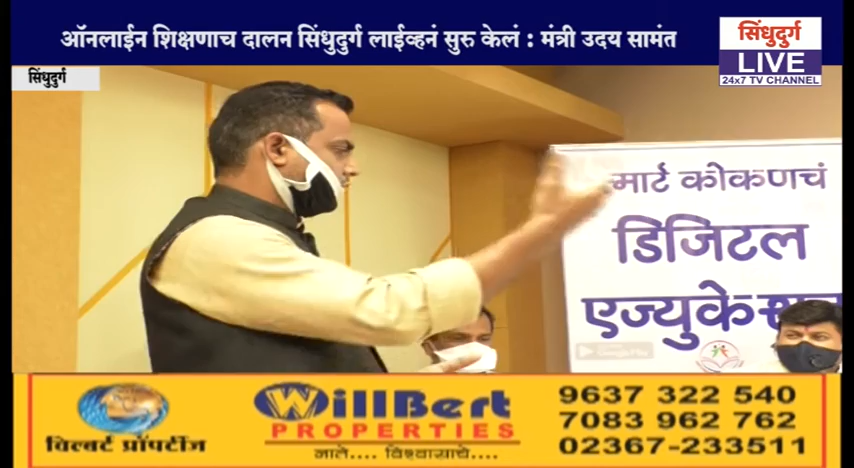 ऑनलाईन शिक्षणाच दालन सिंधुदुर्ग लाईव्हनं सुरु केलं : मंत्री उदय सामंत
सिंधुदुर्ग
LIVE
24x7 TV CHANNEL
सिंधुदुर्ग
मार्ट कोकणचं
डिजिटल
एज्युकेशन
विल्बर्ट प्रॉपर्टीज
WillBert
PROPERTIES
नाते.... विश्वासाचे....
9637 322 540
7083 962 762
02367-233511